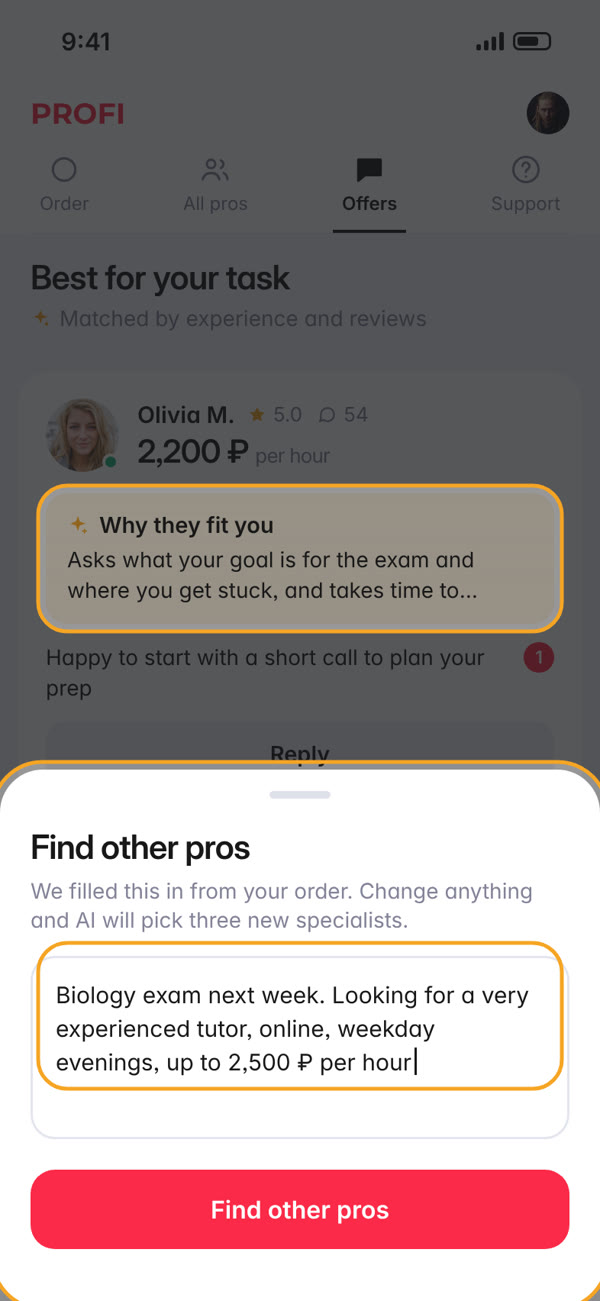 9:41
PROFI
Order
All pros
Offers
Support
Best for your task
Matched by experience and reviews
Olivia M. 5.0 54
2,200 ₽ per hour
Why they fit you
Asks what your goal is for the exam and
where you get stuck, and takes time to...
Happy to start with a short call to plan your
prep
1
Reply
Find other pros
We filled this in from your order. Change anything
and AI will pick three new specialists.
Biology exam next week. Looking for a very
experienced tutor, online, weekday
evenings, up to 2,500 ₽ per hour
Find other pros